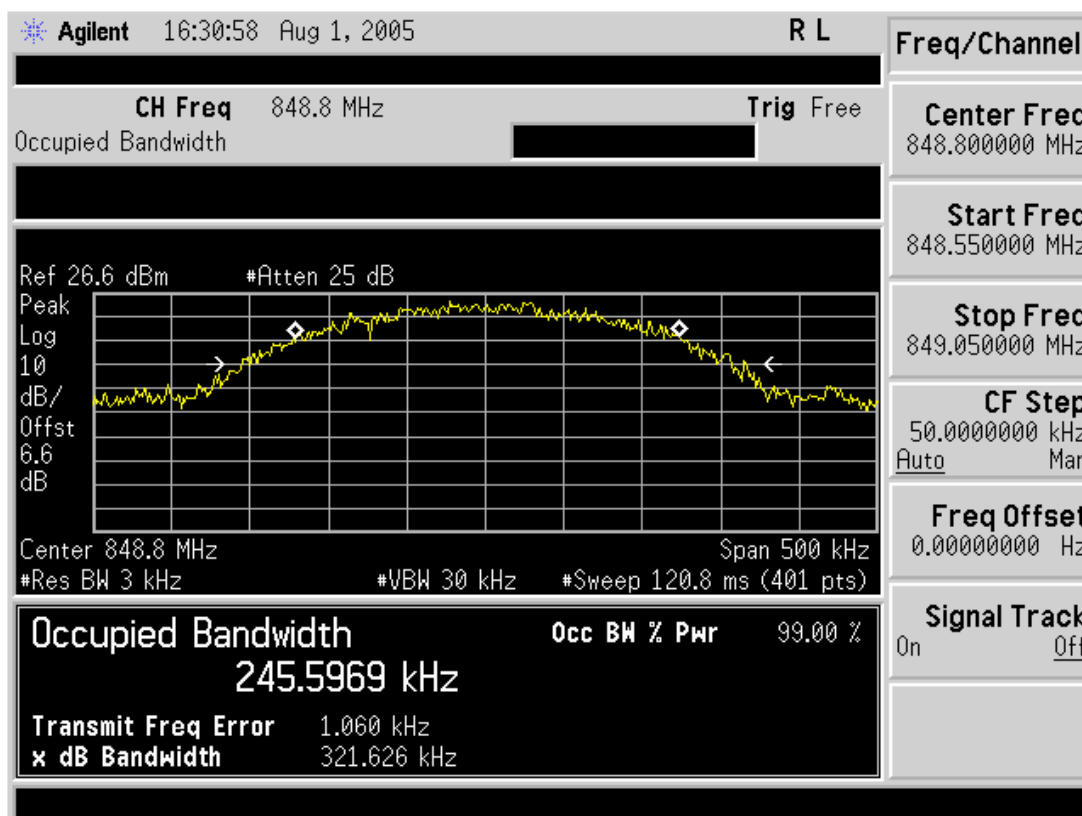 Agilent 16:30:58 Aug 1, 2005 R L
CH Freq 848.8 MHz Trig Free
Occupied Bandwidth
Ref 26.6 dBm #Atten 25 dB
Peak
Log
10
dB/
Offst
6.6
dB
Center 848.8 MHz Span 500 kHz
#Res BW 3 kHz #VBW 30 kHz #Sweep 120.8 ms (401 pts)
Occupied Bandwidth Occ BW % Pwr 99.00 %
245.5969 kHz
Transmit Freq Error 1.060 kHz
x dB Bandwidth 321.626 kHz
Freq/Channel
Center Freq
848.800000 MHz
Start Freq
848.550000 MHz
Stop Freq
849.050000 MHz
CF Step
50.0000000 kHz
Auto Man
Freq Offset
0.00000000 Hz
Signal Track
On Off